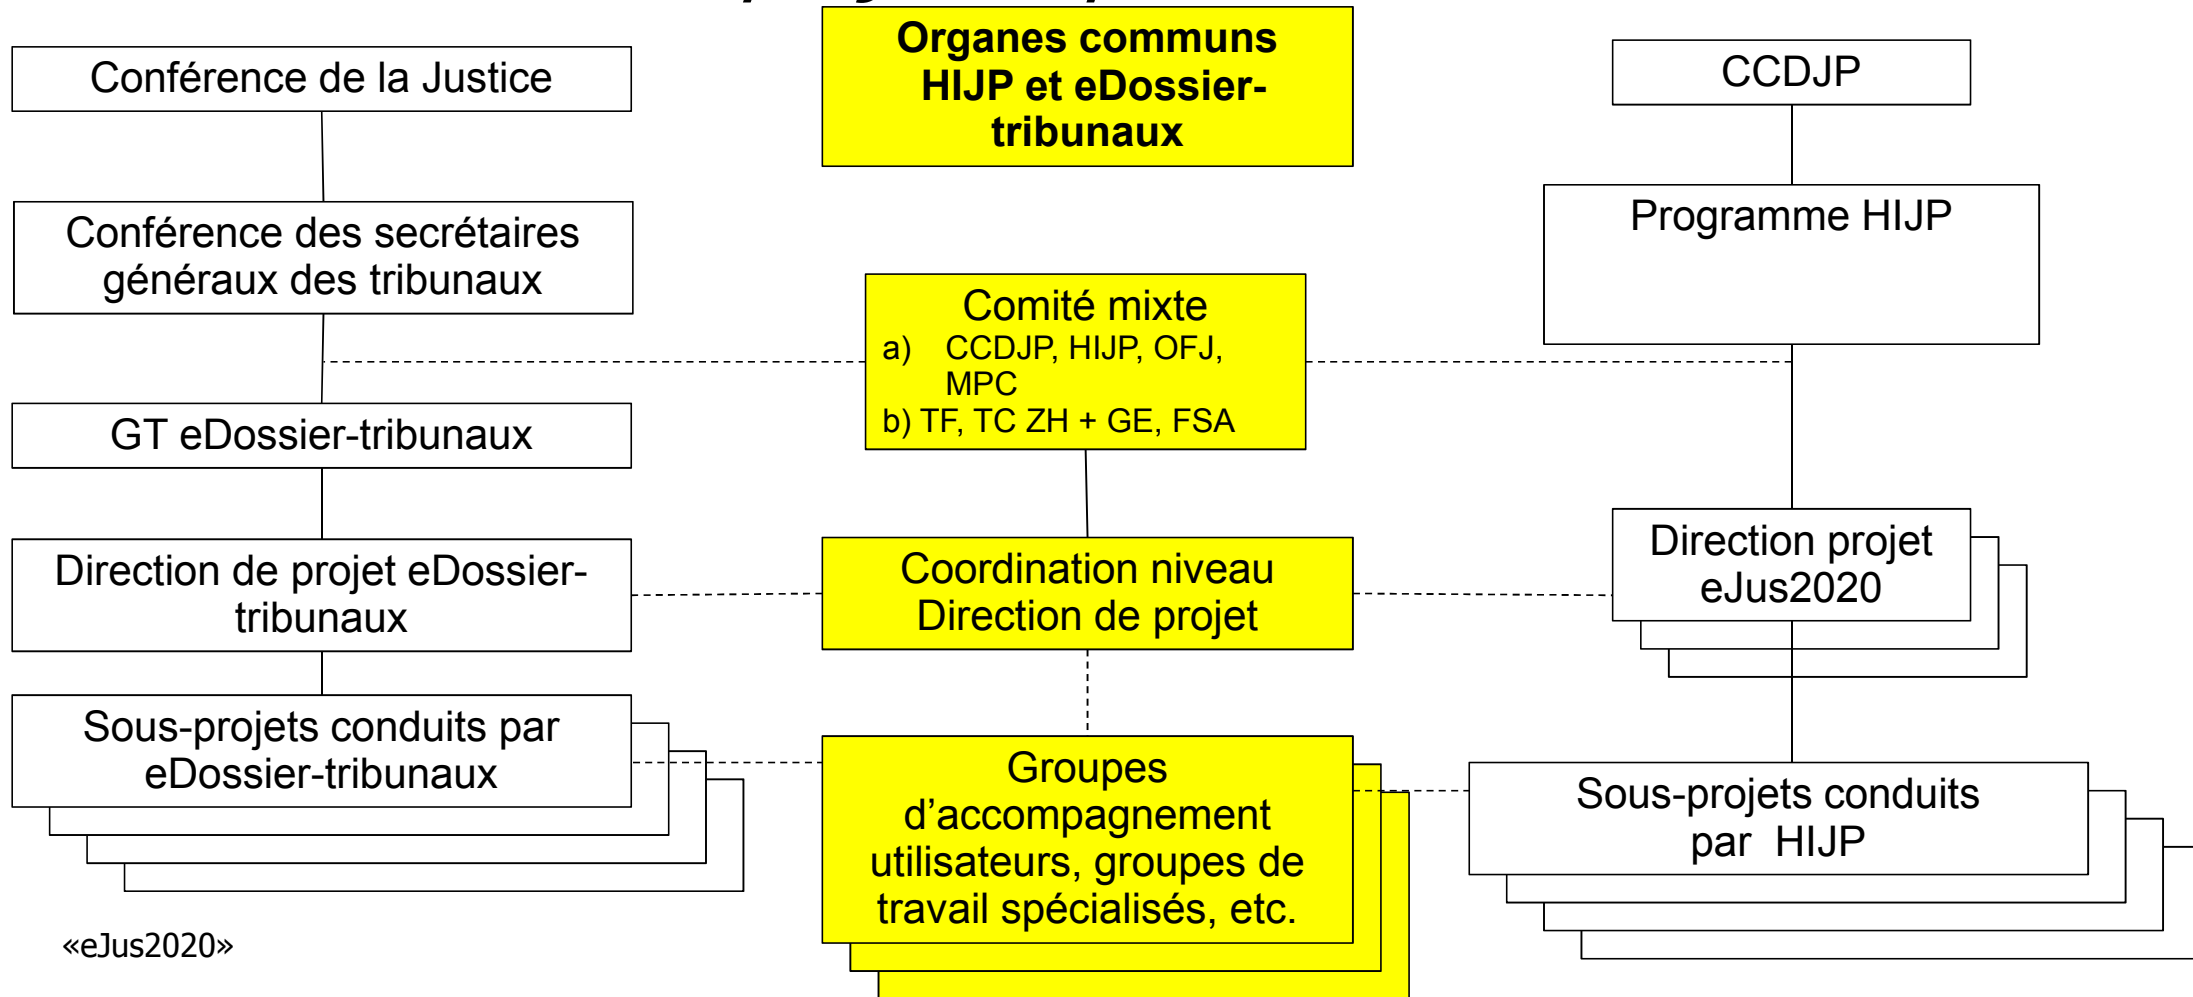 Conférence de la Justice
Conférence des secrétaires
généraux des tribunaux
GT eDossier-tribunaux
Direction de projet eDossier-
tribunaux
Sous-projets conduits par
eDossier-tribunaux
«eJus2020»
Organes communs
HIJP et eDossier-
tribunaux
Comité mixte
a) CCDJP, HIJP, OFJ,
MPC
b) TF, TC ZH + GE, FSA
Coordination niveau
Direction de projet
Groupes
d’accompagnement
utilisateurs, groupes de
travail spécialisés, etc.
CCDJP
Programme HIJP
Direction projet
eJus2020
Sous-projets conduits
par HIJP